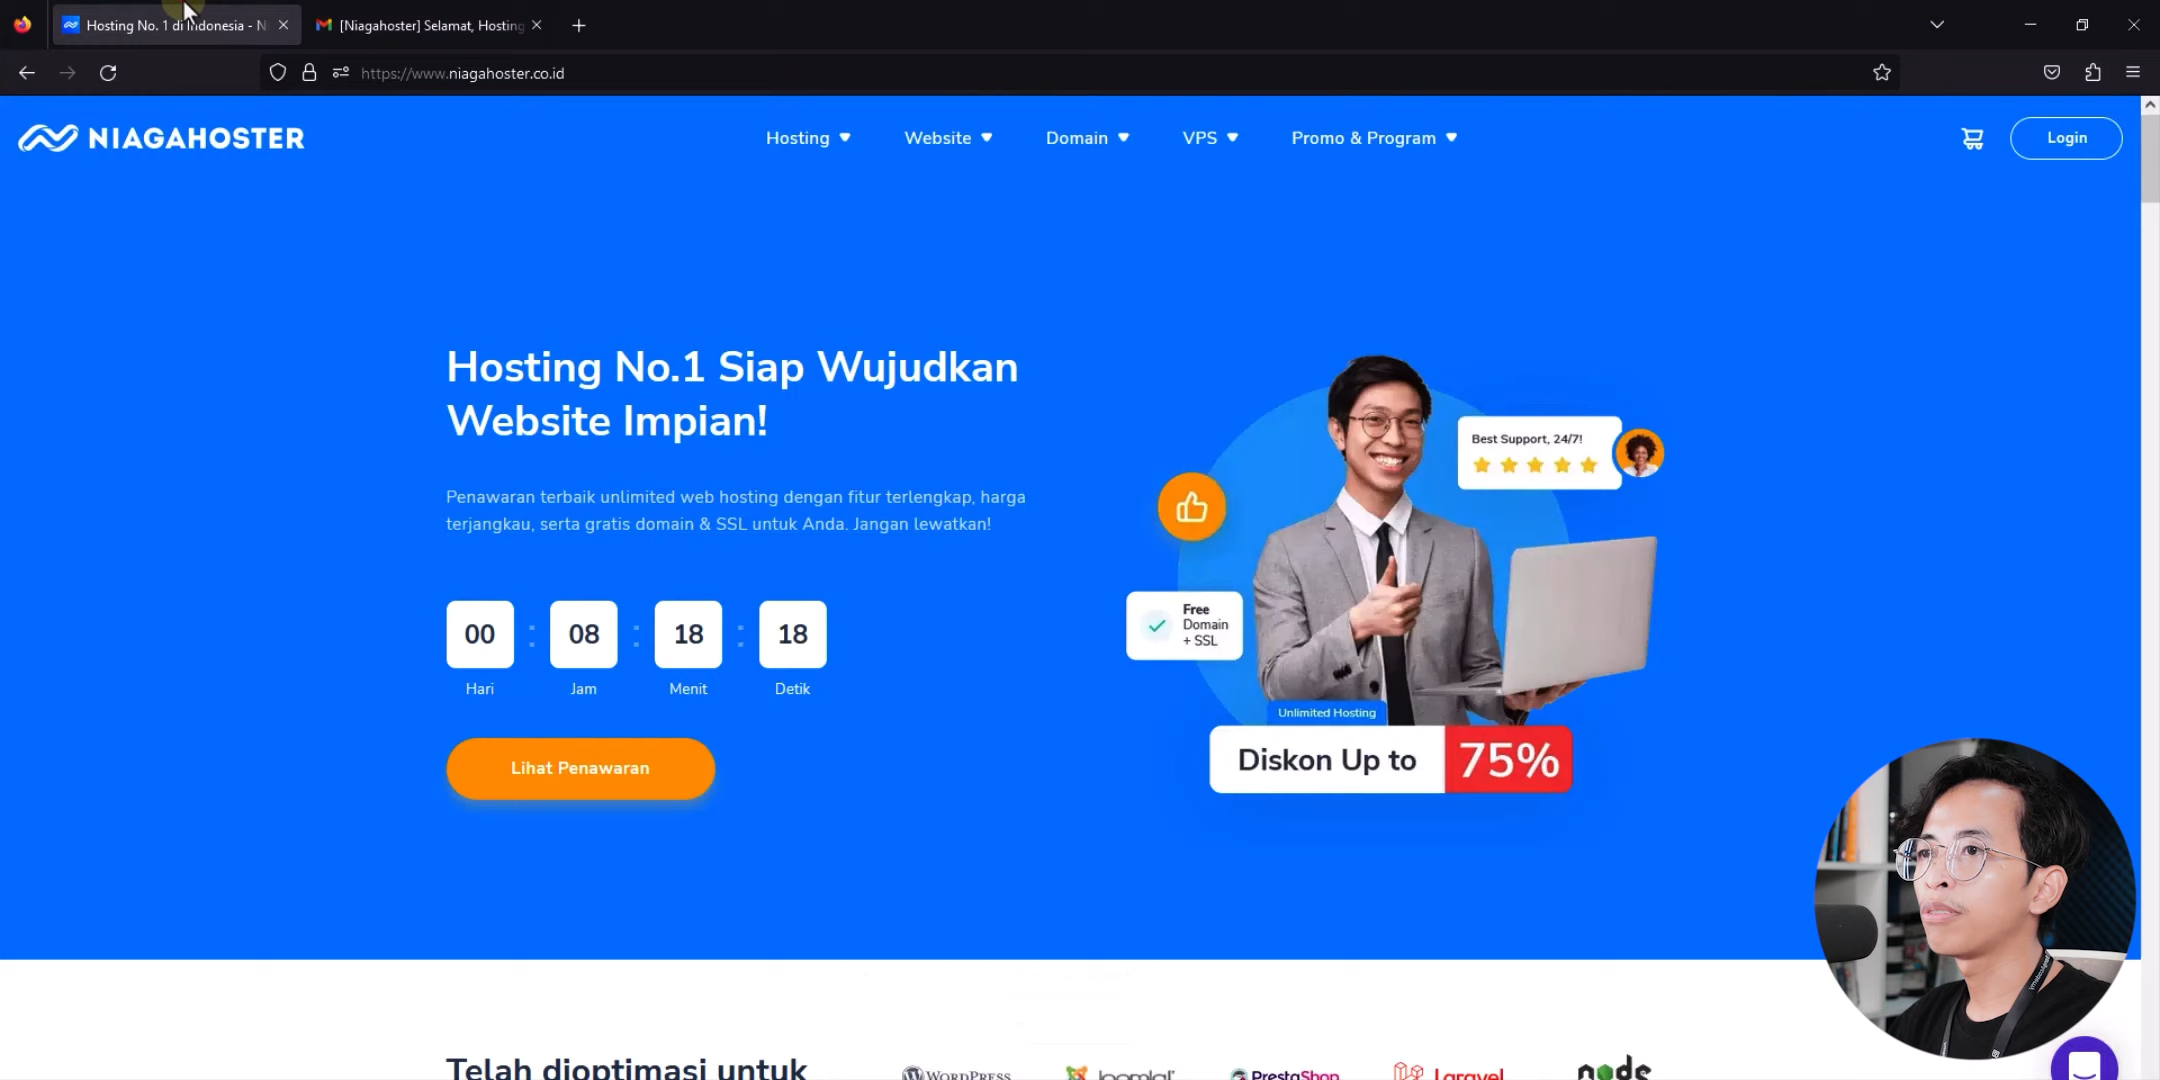 Hosting No. 1 di Indonesia - N
[Niagahoster] Selamat, Hosting
https://www.niagahoster.co.id
NIAGAHOSTER
Hosting
Website
Domain
VPS
Promo & Program
Login
Hosting No.1 Siap Wujudkan
Website Impian!
Penawaran terbaik unlimited web hosting dengan fitur terlengkap, harga
terjangkau, serta gratis domain & SSL untuk Anda. Jangan lewatkan!
00 : 08 : 18 : 18
Hari
Jam
Menit
Detik
Lihat Penawaran
Best Support, 24/7!
Free
Domain
+ SSL
Unlimited Hosting
Diskon Up to 75%
Telah dioptimasi untuk
WORDPRESS
Joomla!
PrestaShop
Laravel
node